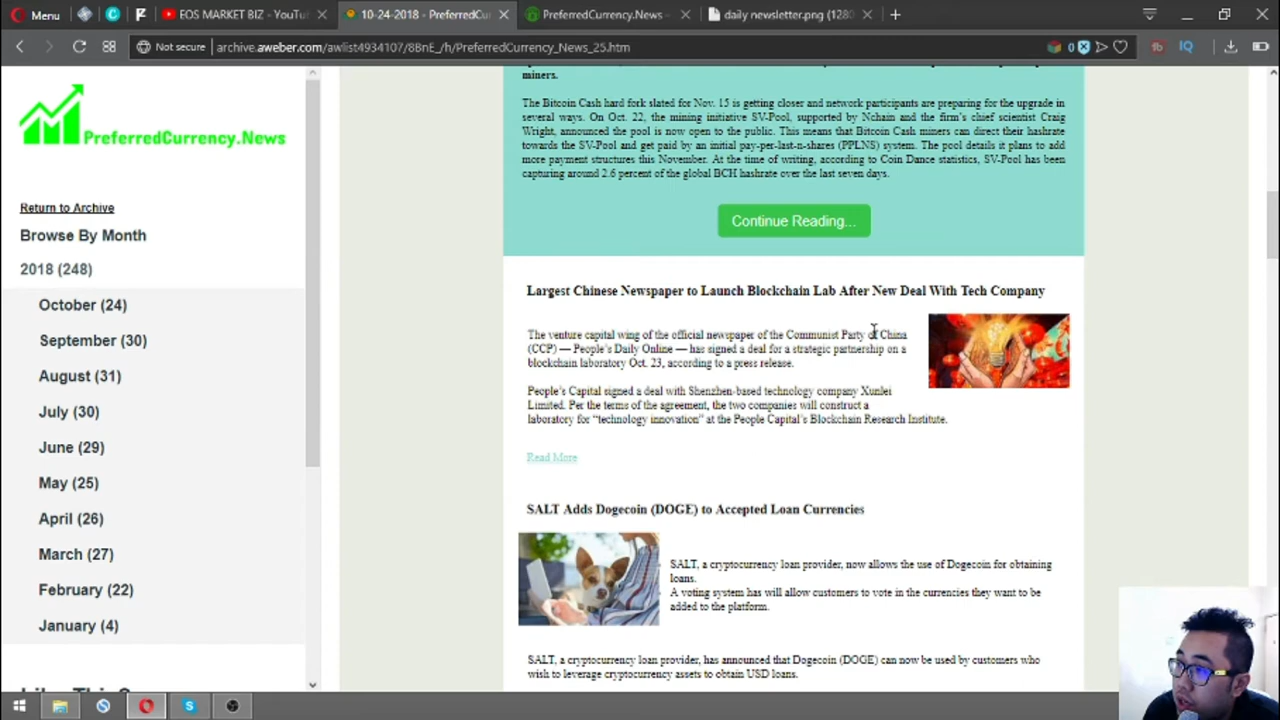 Menu
EOS MARKET BIZ - YouTu
10-24-2018 - PreferredCu
PreferredCurrency.News -
daily newsletter.png (1280
Not secure
archive.aweber.com/awlist4934107/8BnE_/h/PreferredCurrency_News_25.htm
0
IQ
PreferredCurrency.News
Return to Archive
Browse By Month
2018 (248)
October (24)
September (30)
August (31)
July (30)
June (29)
May (25)
April (26)
March (27)
February (22)
January (4)
miners.
The Bitcoin Cash hard fork slated for Nov. 15 is getting closer and network participants are preparing for the upgrade in
several ways. On Oct. 22, the mining initiative SV-Pool, supported by Nchain and the firm's chief scientist Craig
Wright, announced the pool is now open to the public. This means that Bitcoin Cash miners can direct their hashrate
towards the SV-Pool and get paid by an initial pay-per-last-n-shares (PPLNS) system. The pool details it plans to add
more payment structures this November. At the time of writing, according to Coin Dance statistics, SV-Pool has been
capturing around 2.6 percent of the global BCH hashrate over the last seven days.
Continue Reading...
Largest Chinese Newspaper to Launch Blockchain Lab After New Deal With Tech Company
The venture capital wing of the official newspaper of the Communist Party of China
(CCP) — People's Daily Online — has signed a deal for a strategic partnership on a
blockchain laboratory Oct. 23, according to a press release.
People's Capital signed a deal with Shenzhen-based technology company Xunlei
Limited. Per the terms of the agreement, the two companies will construct a
laboratory for "technology innovation" at the People Capital's Blockchain Research Institute.
Read More
SALT Adds Dogecoin (DOGE) to Accepted Loan Currencies
SALT, a cryptocurrency loan provider, now allows the use of Dogecoin for obtaining
loans.
A voting system has will allow customers to vote in the currencies they want to be
added to the platform.
SALT, a cryptocurrency loan provider, has announced that Dogecoin (DOGE) can now be used by customers who
wish to leverage cryptocurrency assets to obtain USD loans.